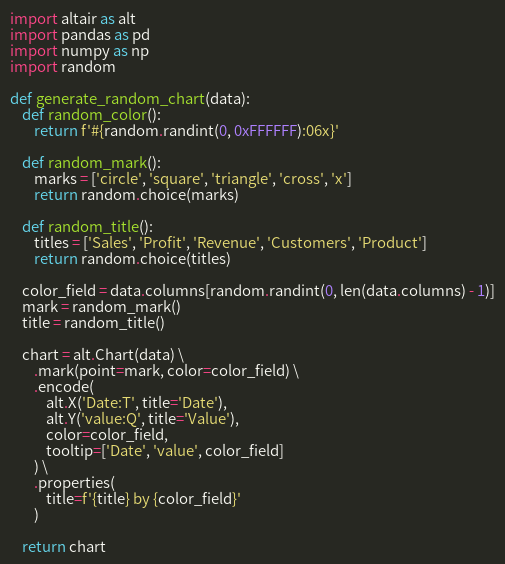 import altair as alt
import pandas as pd
import numpy as np
import random

def generate_random_chart(data):
    def random_color():
        return f'#{random.randint(0, 0xFFFFFF):06x}'

    def random_mark():
        marks = ['circle', 'square', 'triangle', 'cross', 'x']
        return random.choice(marks)

    def random_title():
        titles = ['Sales', 'Profit', 'Revenue', 'Customers', 'Product']
        return random.choice(titles)

    color_field = data.columns[random.randint(0, len(data.columns) - 1)]
    mark = random_mark()
    title = random_title()

    chart = alt.Chart(data) \
        .mark(point=mark, color=color_field) \
        .encode(
            alt.X('Date:T', title='Date'),
            alt.Y('value:Q', title='Value'),
            color=color_field,
            tooltip=['Date', 'value', color_field]
        ) \
        .properties(
            title=f'{title} by {color_field}'
        )

    return chart